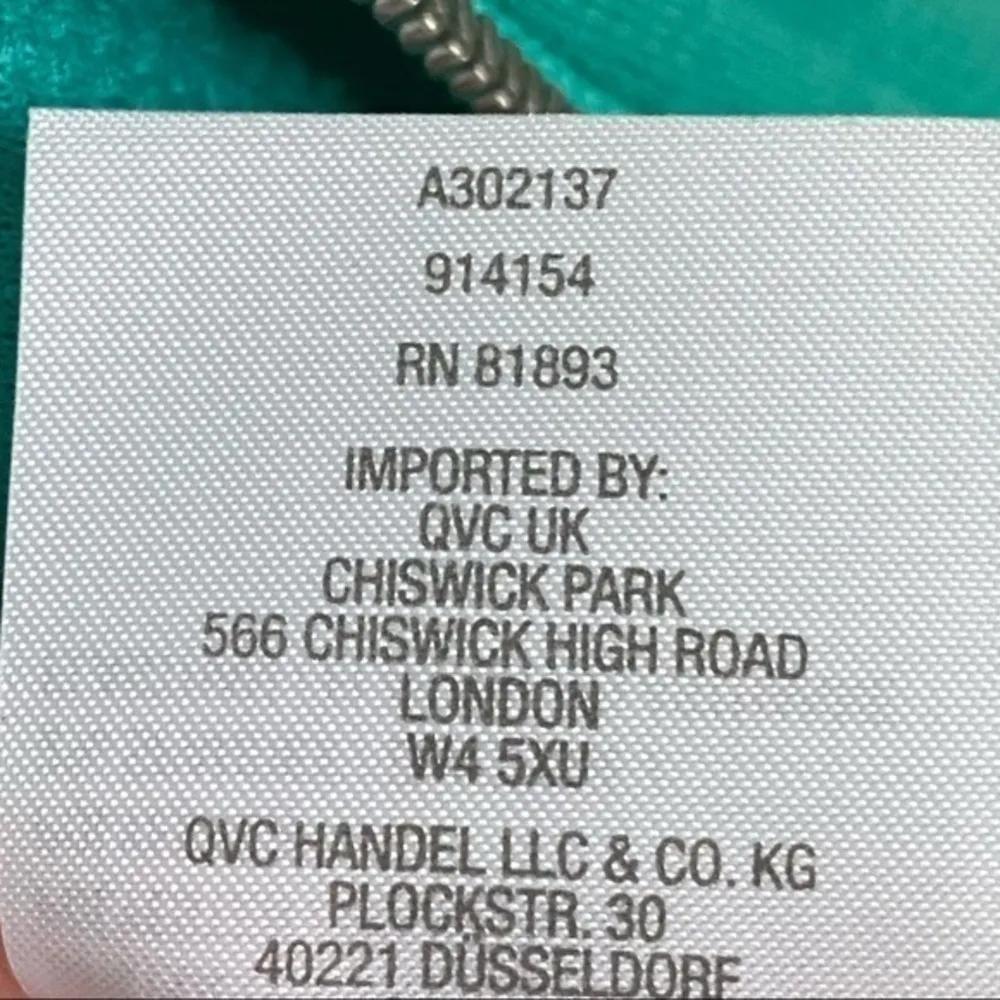 A302137
914154
RN 81893
IMPORTED BY:
QVC UK
CHISWICK PARK
566 CHISWICK HIGH ROAD
LONDON
W4 5XU
QVC HANDEL LLC & CO. KG
PLOCKSTR. 30
40221 DÜSSELDORF